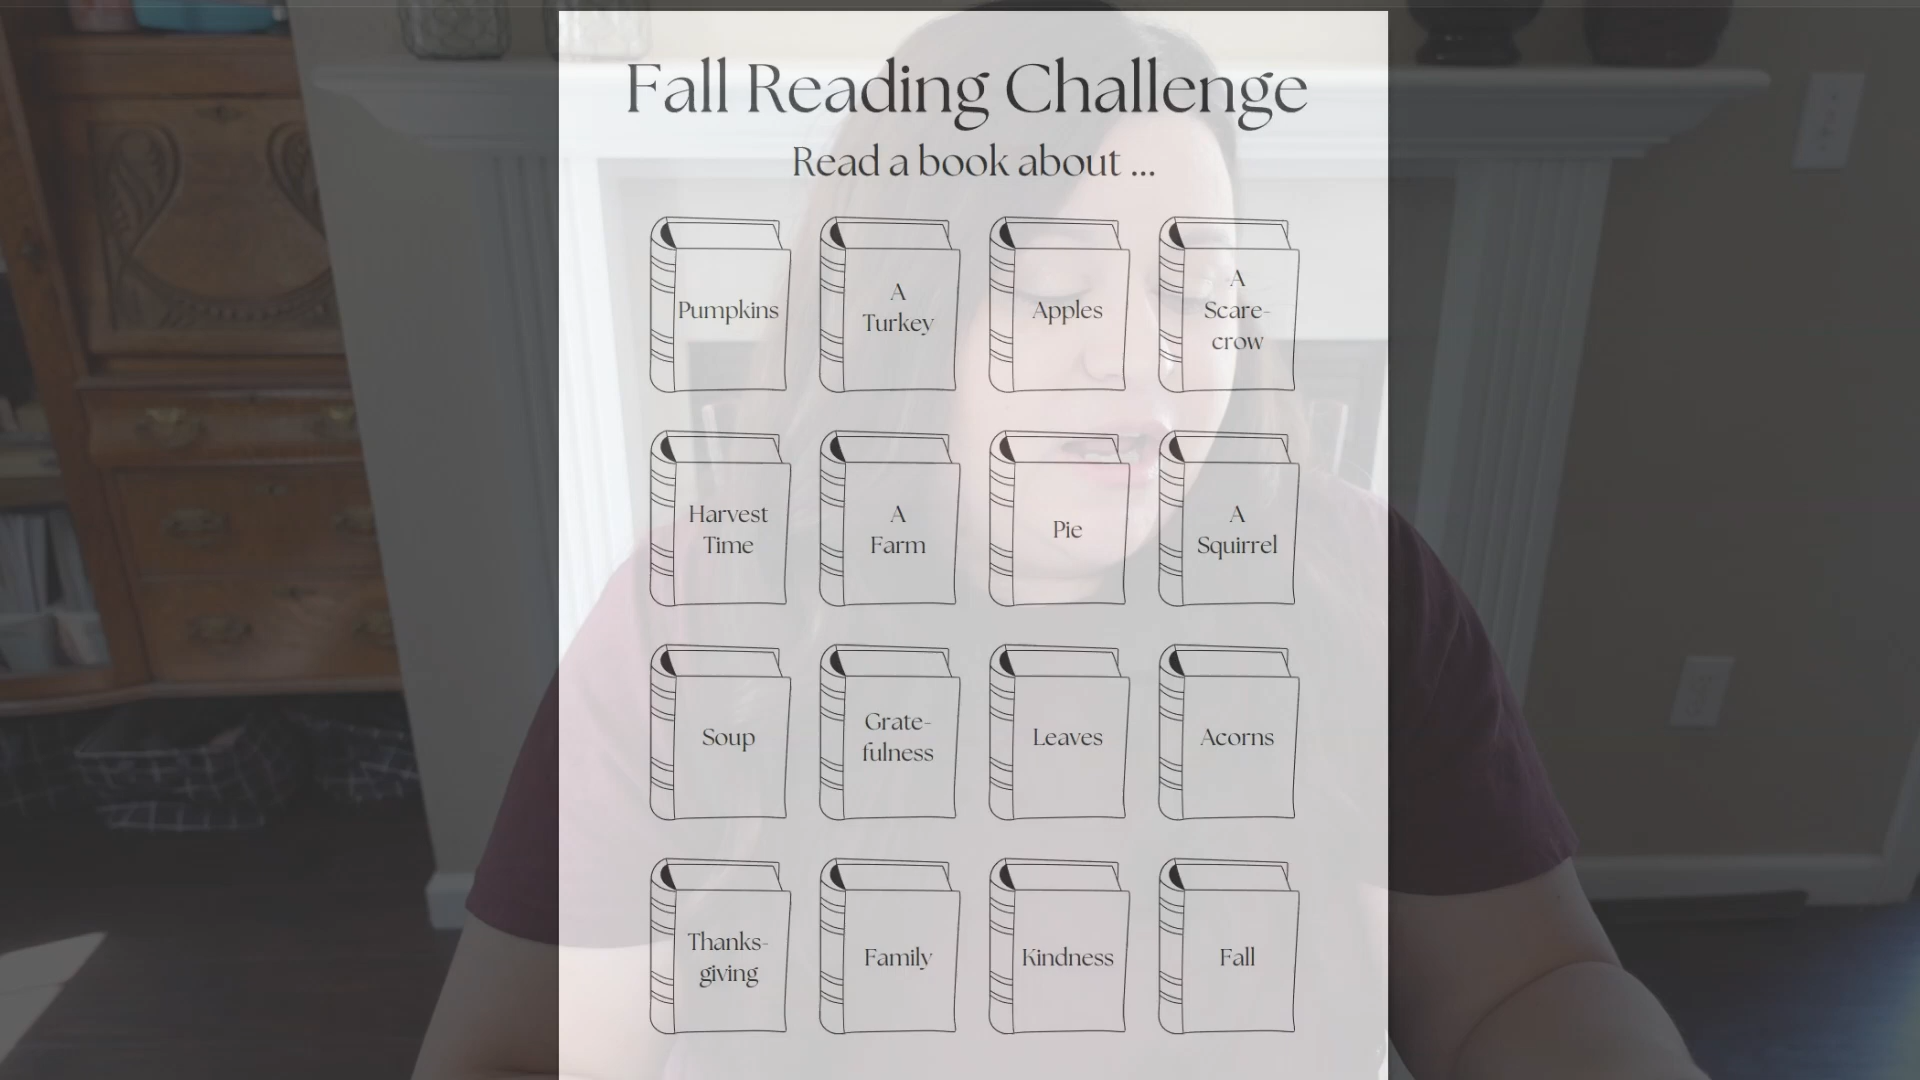 Fall Reading Challenge
Read a book about ...
Pumpkins
A
Turkey
Apples
A
Scare-
crow
Harvest
Time
A
Farm
Pie
A
Squirrel
Soup
Grate-
fulness
Leaves
Acorns
Thanks-
giving
Family
Kindness
Fall